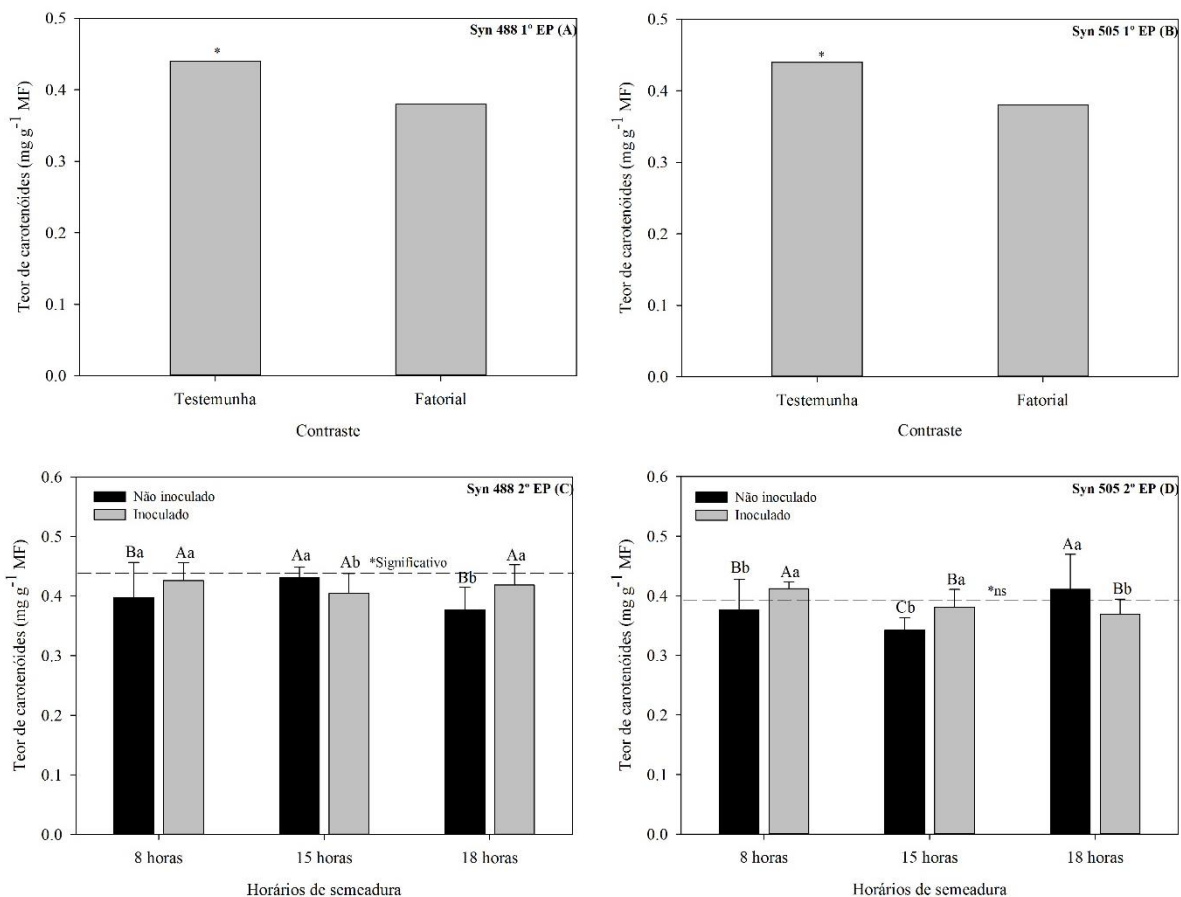 Syn 488 1º EP (A)
Teor de carotenóides (mg g-1 MF)
0.5
0.4
0.3
0.2
0.1
0.0
*
Testemunha
Fatorial
Contraste
Syn 505 1º EP (B)
Teor de carotenóides (mg g-1 MF)
0.5
0.4
0.3
0.2
0.1
0.0
*
Testemunha
Fatorial
Contraste
Syn 488 2º EP (C)
Não inoculado
Inoculado
Teor de carotenóides (mg g-1 MF)
0.6
0.5
0.4
0.3
0.2
0.1
0.0
Ba
Aa
Aa
Ab
*Significativo
Bb
Aa
8 horas
15 horas
18 horas
Horários de semeadura
Syn 505 2º EP (D)
Não inoculado
Inoculado
Teor de carotenóides (mg g-1 MF)
0.6
0.5
0.4
0.3
0.2
0.1
0.0
Bb
Aa
Cb
Ba
*ns
Aa
Bb
8 horas
15 horas
18 horas
Horários de semeadura